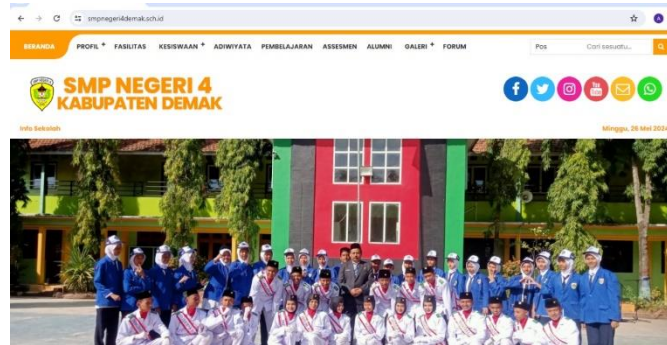 smpnegeri4demak.sch.id
BERANDA PROFIL + FASILITAS KESISWAAN + ADIWIYATA PEMBELAJARAN ASSESMEN ALUMNI GALERI + FORUM Pos Cari sesuatu...
SMP NEGERI 4
KABUPATEN DEMAK
Info Sekolah Minggu, 26 Mei 2024